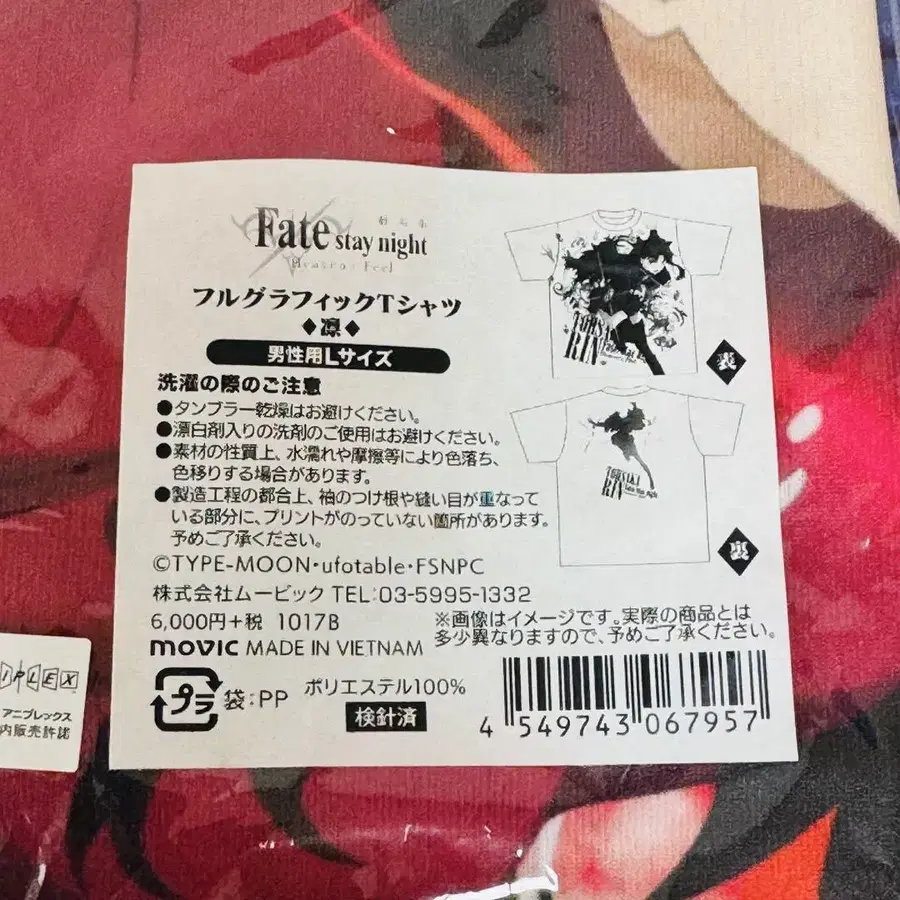 Fate
stay night
Heaven's Feel
フルグラフィックTシャツ
◆凛◆
男性用Lサイズ
洗濯の際のご注意
●タンブラー乾燥はお避けください。
●漂白剤入りの洗剤のご使用はお避けください。
●素材の性質上、水濡れや摩擦等により色落ち、
色移りする場合があります。
●製造工程の都合上、袖のつけ根や縫い目が重なって
いる部分に、プリントがのっていない箇所があります。
予めご了承ください。
©TYPE-MOON・ufotable・FSNPC
株式会社ムービック TEL:03-5995-1332
6,000円+税 1017B
movic MADE IN VIETNAM
プラ 袋:PP
ポリエステル100%
検針済
TOHSAKA
RIN
表
TOHSAKA
RIN
裏
※画像はイメージです。実際の商品とは
多少異なりますので、予めご了承ください。
4 549743 067957
IPLEX
アニプレックス
内販売許諾